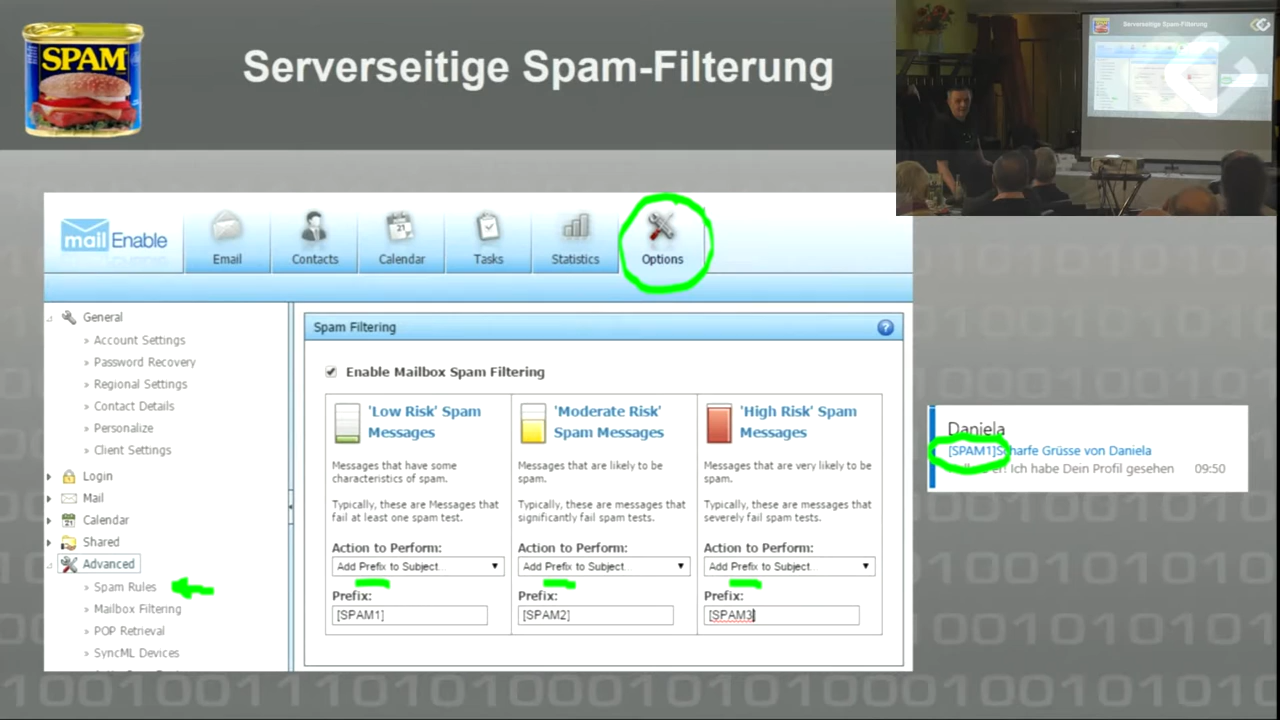 SPAM
Serverseitige Spam-Filterung
Serverseitige Spam-Filterung
mailEnable
Email
Contacts
Calendar
Tasks
Statistics
Options
General
» Account Settings
» Password Recovery
» Regional Settings
» Contact Details
» Personalize
» Client Settings
Login
Mail
Calendar
Shared
Advanced
» Spam Rules
» Mailbox Filtering
» POP Retrieval
» SyncML Devices
Spam Filtering
?
Enable Mailbox Spam Filtering
'Low Risk' Spam
Messages
Messages that have some
characteristics of spam.
Typically, these are Messages that
fail at least one spam test.
Action to Perform:
Add Prefix to Subject...
Prefix:
[SPAM1]
'Moderate Risk'
Spam Messages
Messages that are likely to be
spam.
Typically, these are Messages that
significantly fail spam tests.
Action to Perform:
Add Prefix to Subject...
Prefix:
[SPAM2]
'High Risk' Spam
Messages
Messages that are very likely to be
spam.
Typically, these are Messages that
severely fail spam tests.
Action to Perform:
Add Prefix to Subject...
Prefix:
[SPAM3]
Daniela
[SPAM1]Scharfe Grüsse von Daniela
Ich habe Dein Profil gesehen 09:50